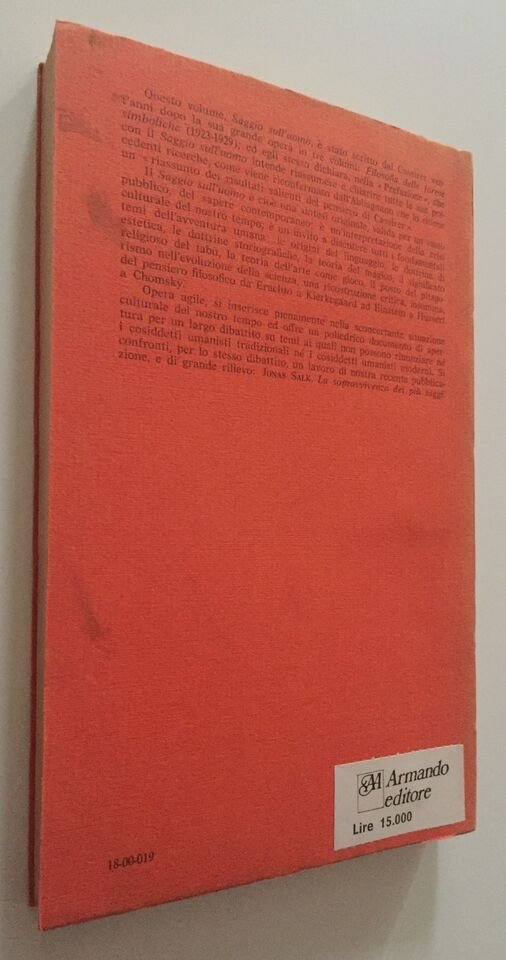 Questo volume, Saggio sull'uomo, è stato scritto dal Cassirer ven-
t'anni dopo la sua grande opera in tre volumi: Filosofia delle forme
simboliche (1923-1929), ed egli stesso dichiara, nella « Prefazione », che
con il Saggio sull'uomo intende riassumere e chiarire tutte le sue pre-
cedenti ricerche, come viene riconfermato dall'Abbagnano che lo ritiene
un « riassunto dei risultati salienti del pensiero di Cassirer ».
Il Saggio sull'uomo è cioè una sintesi originale, valida per un vasto
pubblico, del sapere contemporaneo; è un'interpretazione della crisi
culturale del nostro tempo; è un invito a discutere tutti i fondamentali
temi dell'avventura umana: le origini del linguaggio, le dottrine di
estetica, le dottrine storiografiche, la teoria del magico, il significato
religioso del tabù, la teoria dell'arte come gioco, il posto del pitago-
rismo nell'evoluzione della scienza, una ricostruzione critica, insomma,
del pensiero filosofico da Eraclito a Kierkegaard ad Einstein a Husserl
a Chomsky.
Opera agile, si inserisce pienamente nella sconcertante situazione
culturale del nostro tempo ed offre un poliedrico documento di aper-
tura per un largo dibattito su temi ai quali non possono rinunciare né
i cosiddetti umanisti tradizionali né i cosiddetti umanisti moderni. Si
confronti, per lo stesso dibattito, un lavoro di nostra recente pubblica-
zione, e di grande rilievo: JONAS SALK, La sopravvivenza dei più saggi.
Armando
editore
Lire 15.000
18-00-019